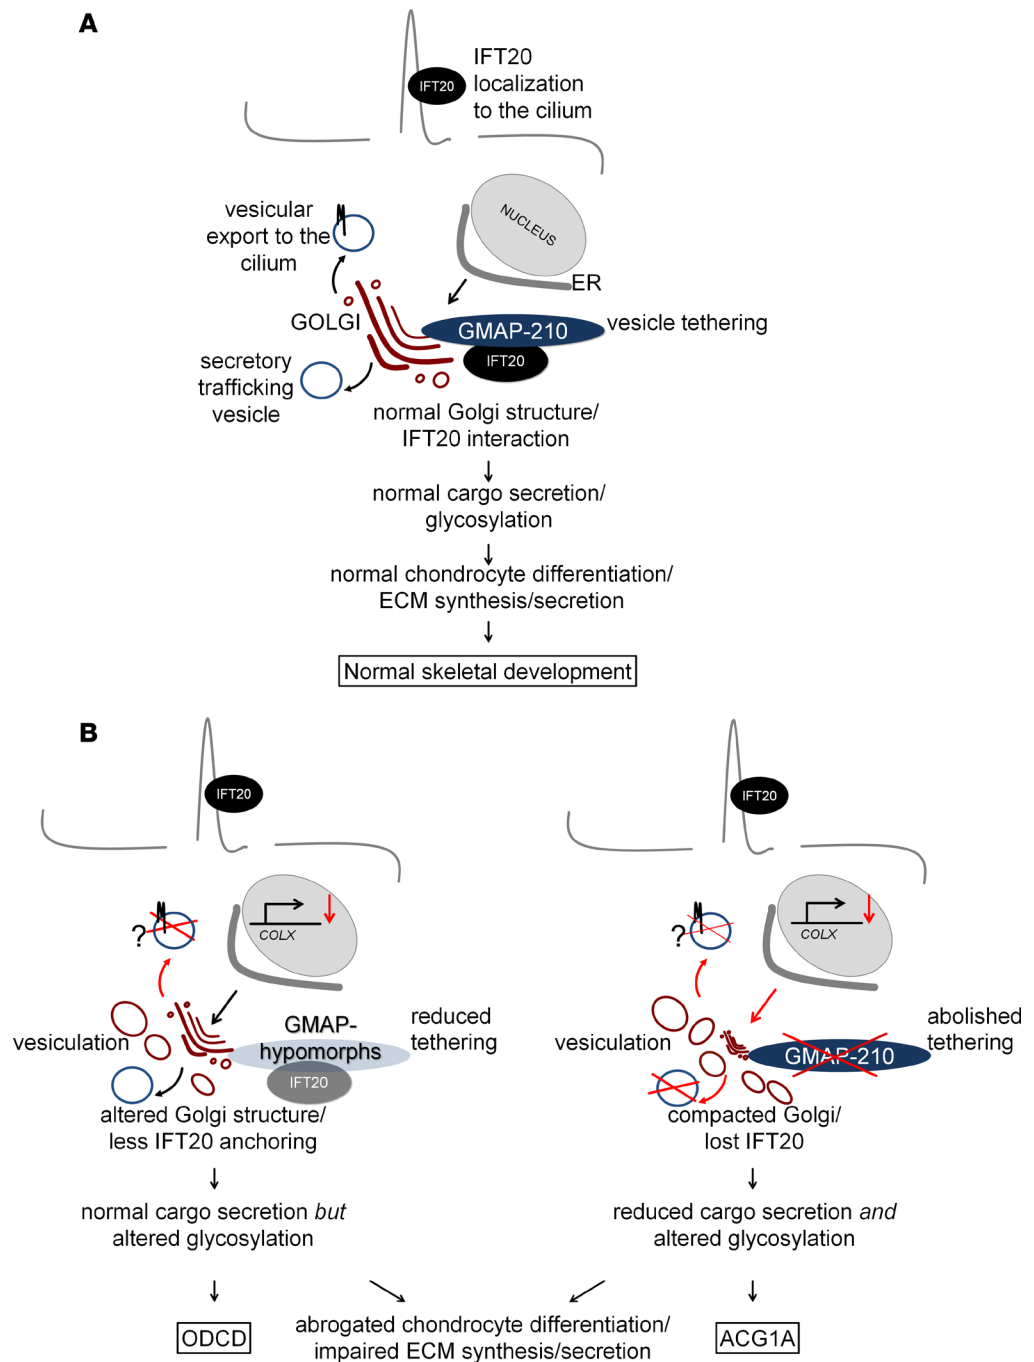 A
IFT20
IFT20
localization
to the cilium
NUCLEUS
vesicular
export to the
cilium
ER
GOLGI
GMAP-210
vesicle tethering
IFT20
secretory
trafficking
vesicle
normal Golgi structure/
IFT20 interaction
normal cargo secretion/
glycosylation
normal chondrocyte differentiation/
ECM synthesis/secretion
Normal skeletal development
B
IFT20
?
COLX
vesiculation
GMAP-
hypomorphs
IFT20
reduced
tethering
altered Golgi structure/
less IFT20 anchoring
normal cargo secretion but
altered glycosylation
ODCD
IFT20
?
COLX
vesiculation
GMAP-210
abolished
tethering
compacted Golgi/
lost IFT20
reduced cargo secretion and
altered glycosylation
abrogated chondrocyte differentiation/
impaired ECM synthesis/secretion
ACG1A